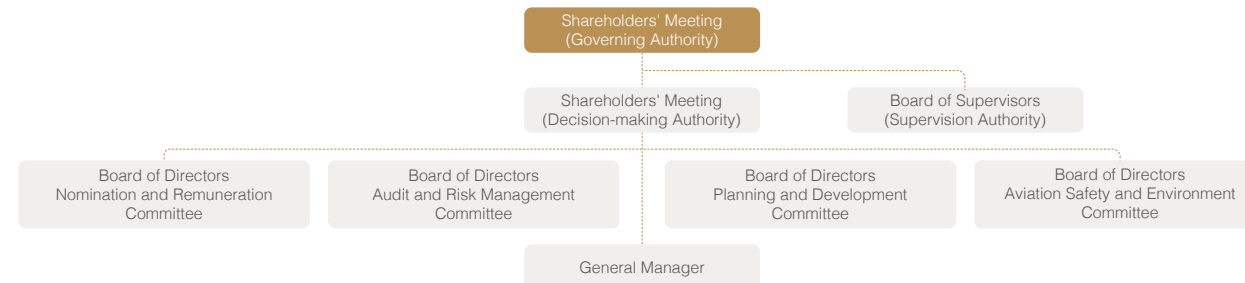 Shareholders' Meeting
(Governing Authority)
Shareholders' Meeting
(Decision-making Authority)
Board of Supervisors
(Supervision Authority)
Board of Directors
Nomination and Remuneration
Committee
Board of Directors
Audit and Risk Management
Committee
Board of Directors
Planning and Development
Committee
Board of Directors
Aviation Safety and Environment
Committee
General Manager